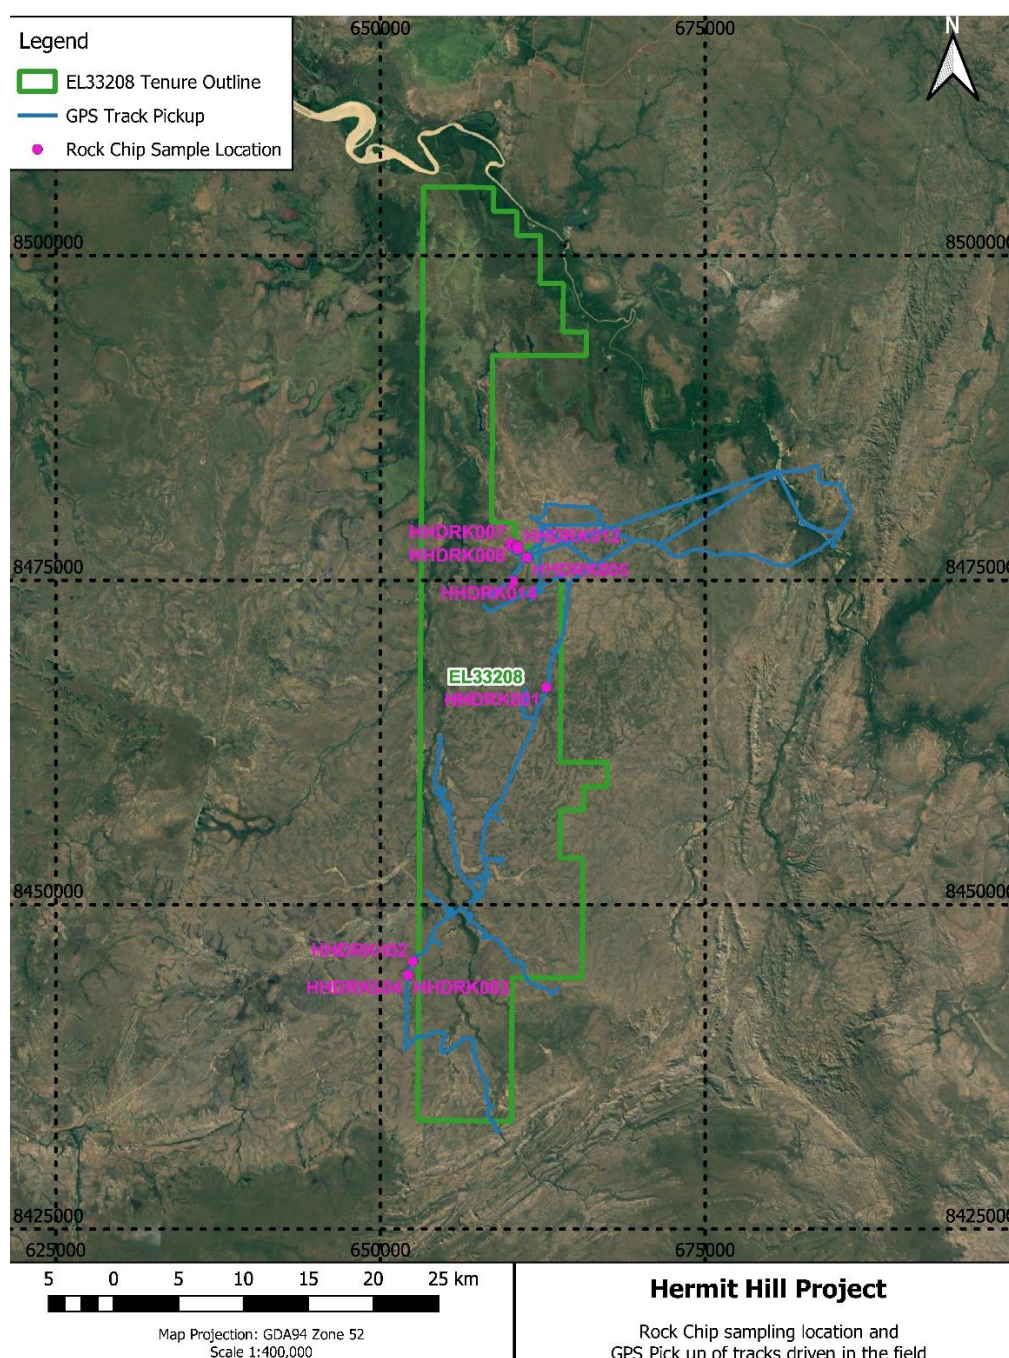 650000
675000
N
Legend
EL33208 Tenure Outline
GPS Track Pickup
Rock Chip Sample Location
8500000
8500000
HHDRK007
HHDRK012
HHDRK008
8475000
HHDRK005
8475000
HHDRK014
EL33208
HHDRK001
8450000
8450000
HHDRK002
HHDRK004
HHDRK003
8425000
8425000
625000
650000
675000
5 0 5 10 15 20 25 km
Map Projection: GDA94 Zone 52
Scale 1:400,000
Hermit Hill Project
Rock Chip sampling location and
GPS Pick up of tracks driven in the field